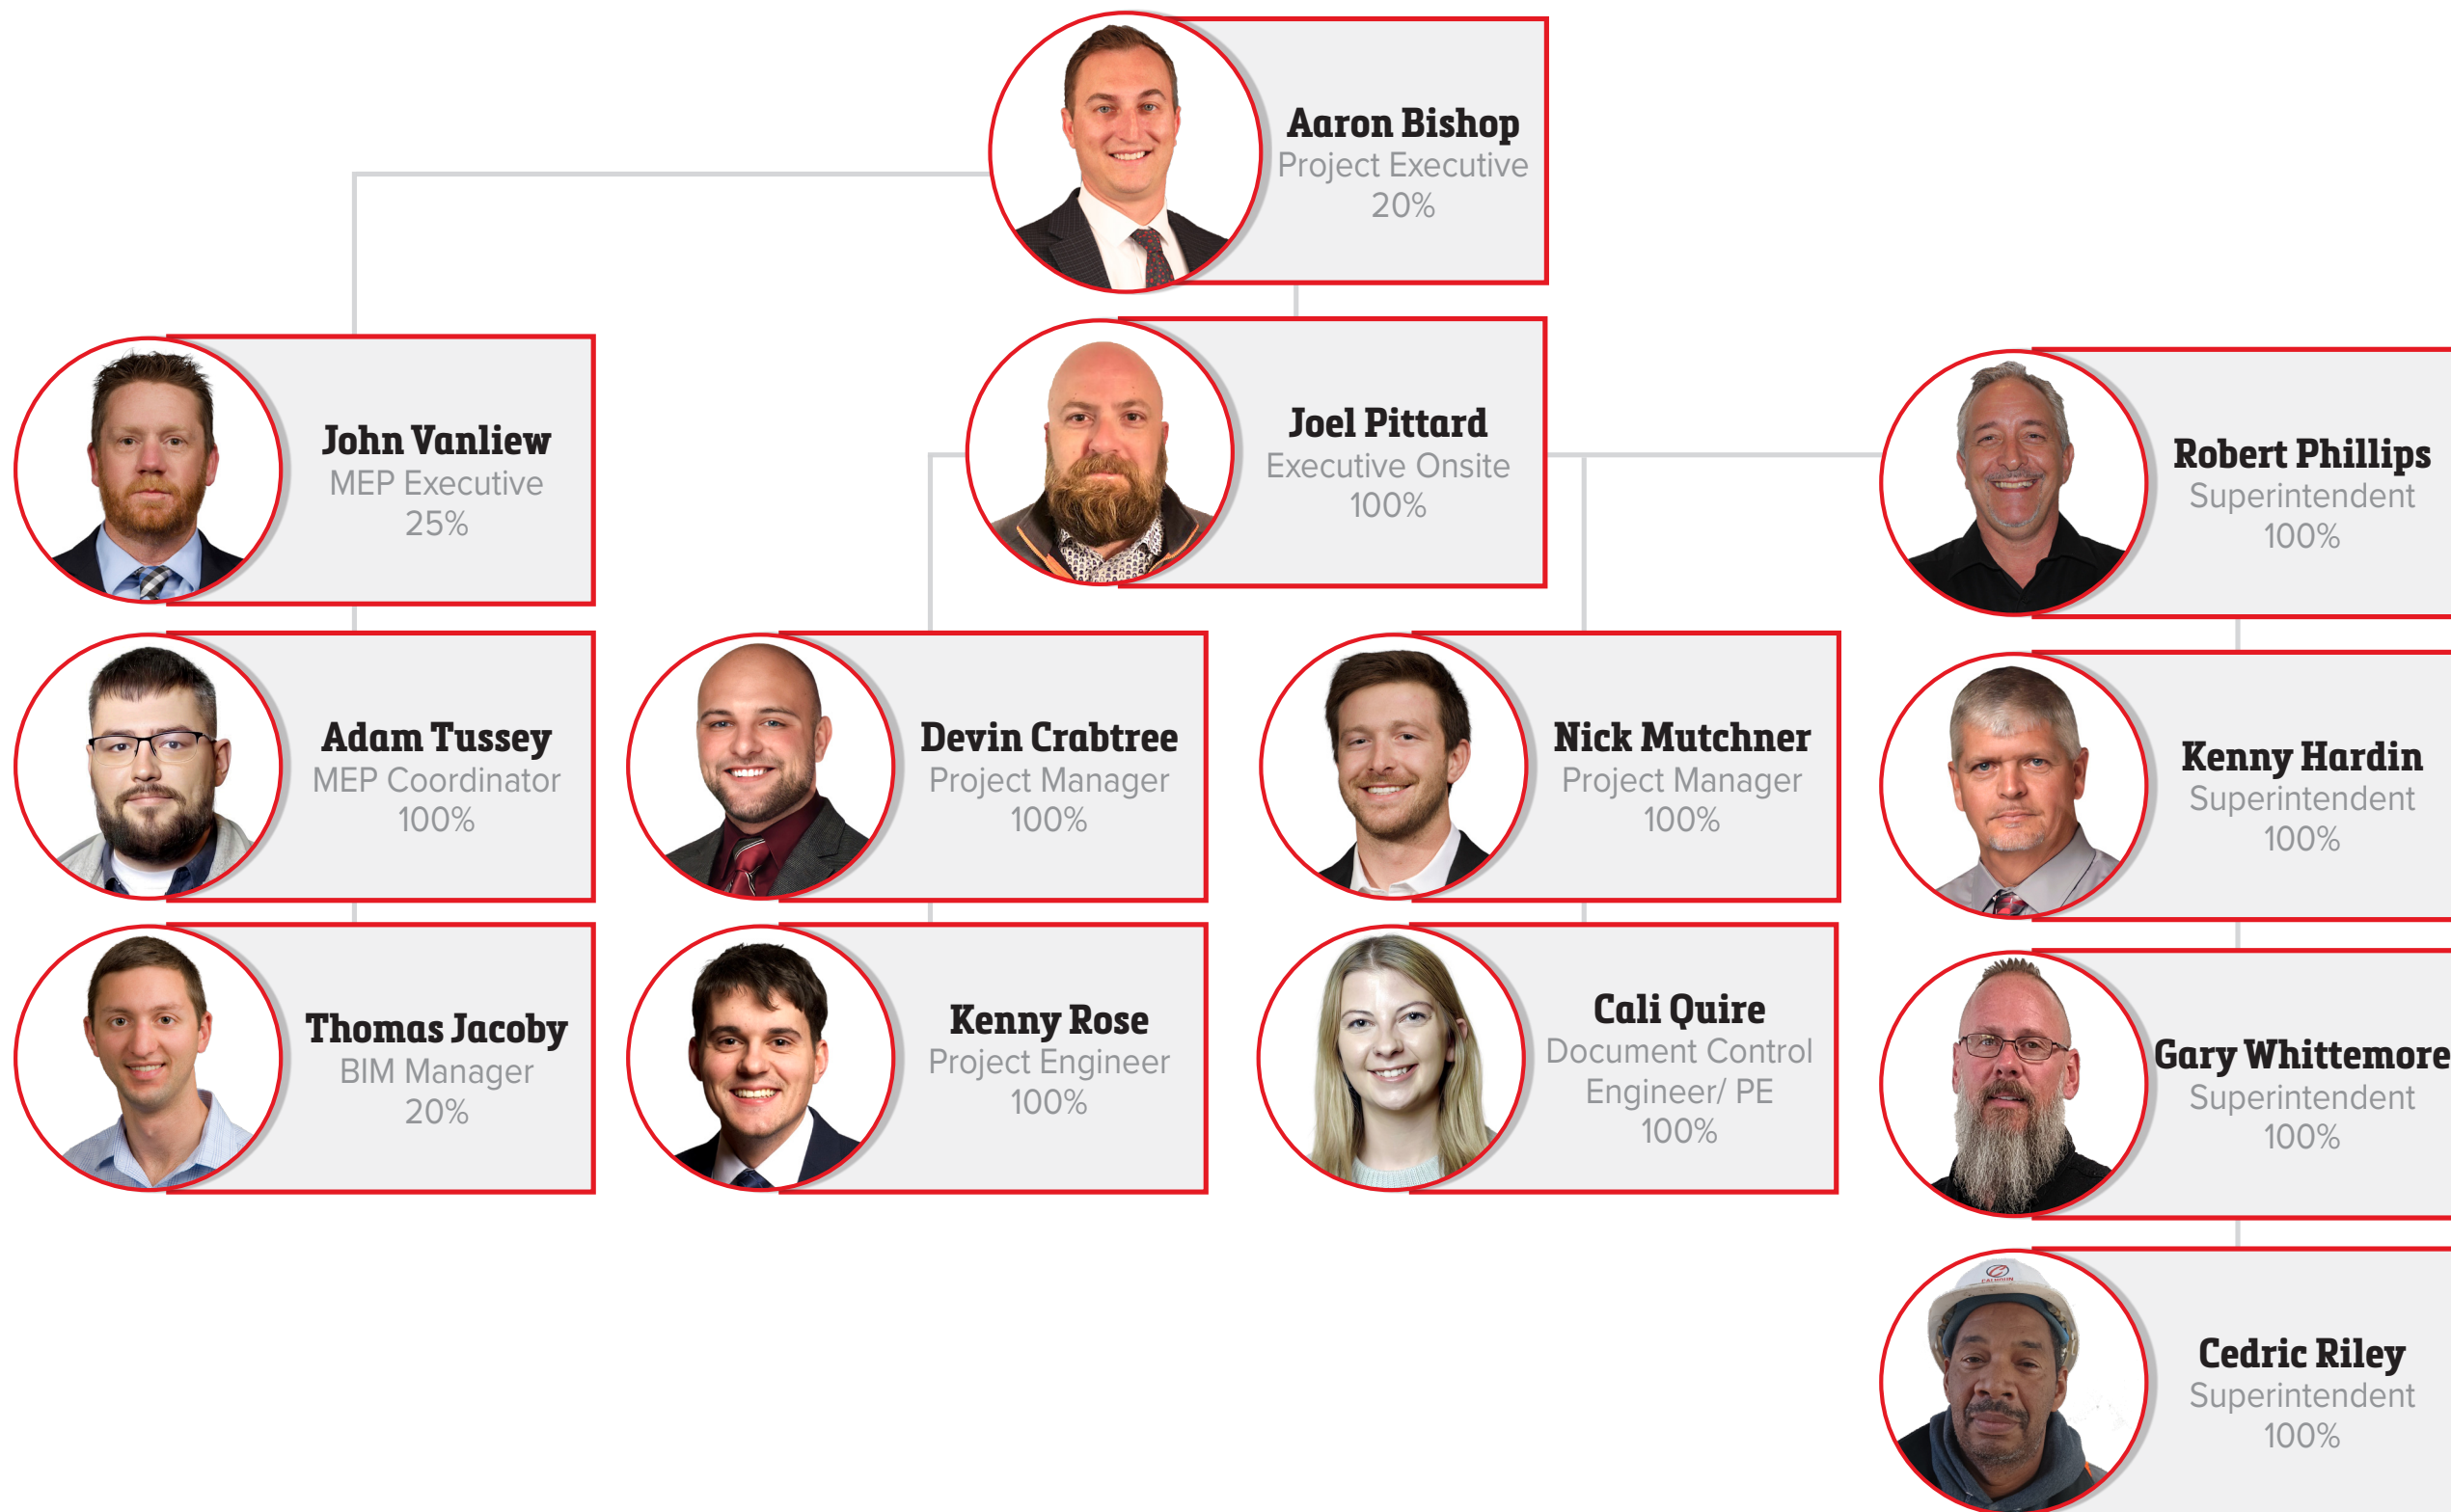 Aaron Bishop
Project Executive
20%
John Vanliew
MEP Executive
25%
Joel Pittard
Executive Onsite
100%
Robert Phillips
Superintendent
100%
Adam Tussey
MEP Coordinator
100%
Devin Crabtree
Project Manager
100%
Nick Mutchner
Project Manager
100%
Kenny Hardin
Superintendent
100%
Thomas Jacoby
BIM Manager
20%
Kenny Rose
Project Engineer
100%
Cali Quire
Document Control
Engineer/ PE
100%
Gary Whittemore
Superintendent
100%
CALHOUN
Cedric Riley
Superintendent
100%